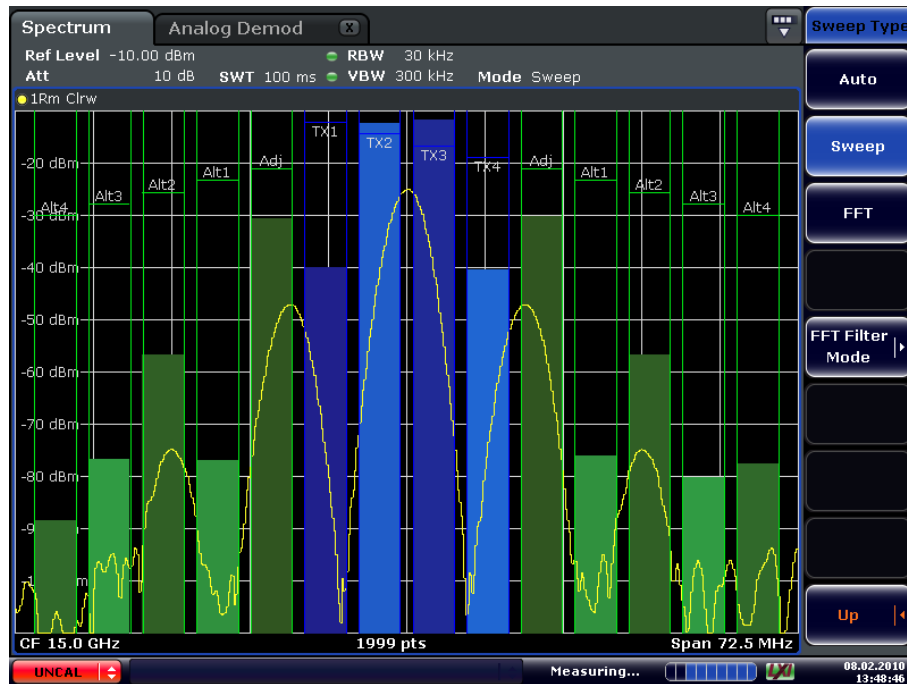 Spectrum Analog Demod
Sweep Type
Ref Level -10.00 dBm RBW 30 kHz
Att 10 dB SWT 100 ms VBW 300 kHz Mode Sweep
1Rm Clrw
Auto
Sweep
FFT
FFT Filter
Mode
Up
TX1
TX2
TX3
TX4
Adj
Adj
Alt1
Alt1
Alt2
Alt2
Alt3
Alt3
Alt4
Alt4
-20 dBm
-30 dBm
-40 dBm
-50 dBm
-60 dBm
-70 dBm
-80 dBm
CF 15.0 GHz 1999 pts Span 72.5 MHz
UNCAL Measuring... LXI 08.02.2010
13:48:46